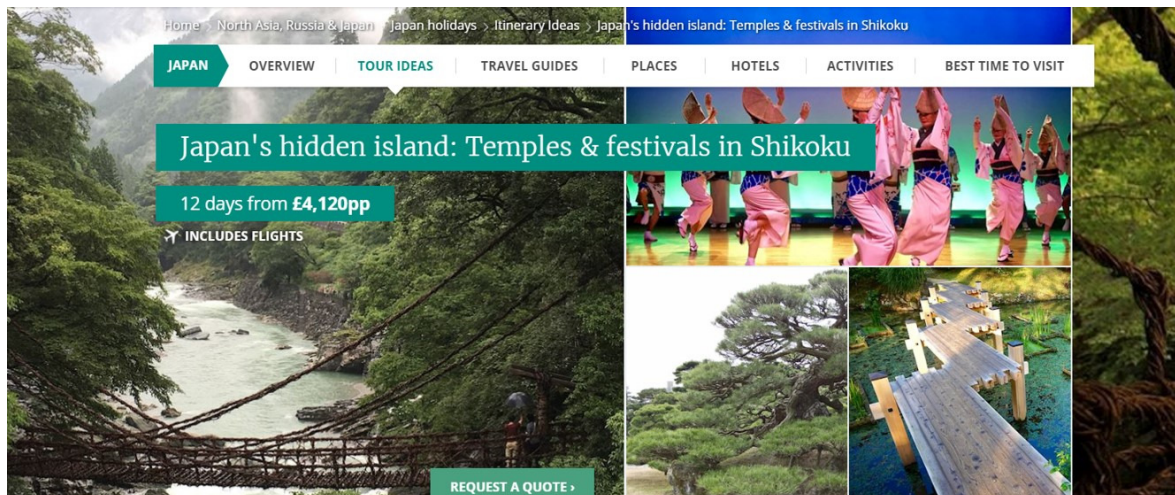 Home > North Asia, Russia & Japan > Japan holidays > Itinerary Ideas > Japan's hidden island: Temples & festivals in Shikoku
JAPAN OVERVIEW TOUR IDEAS TRAVEL GUIDES PLACES HOTELS ACTIVITIES BEST TIME TO VISIT
Japan's hidden island: Temples & festivals in Shikoku
12 days from £4,120pp
INCLUDES FLIGHTS
REQUEST A QUOTE ›